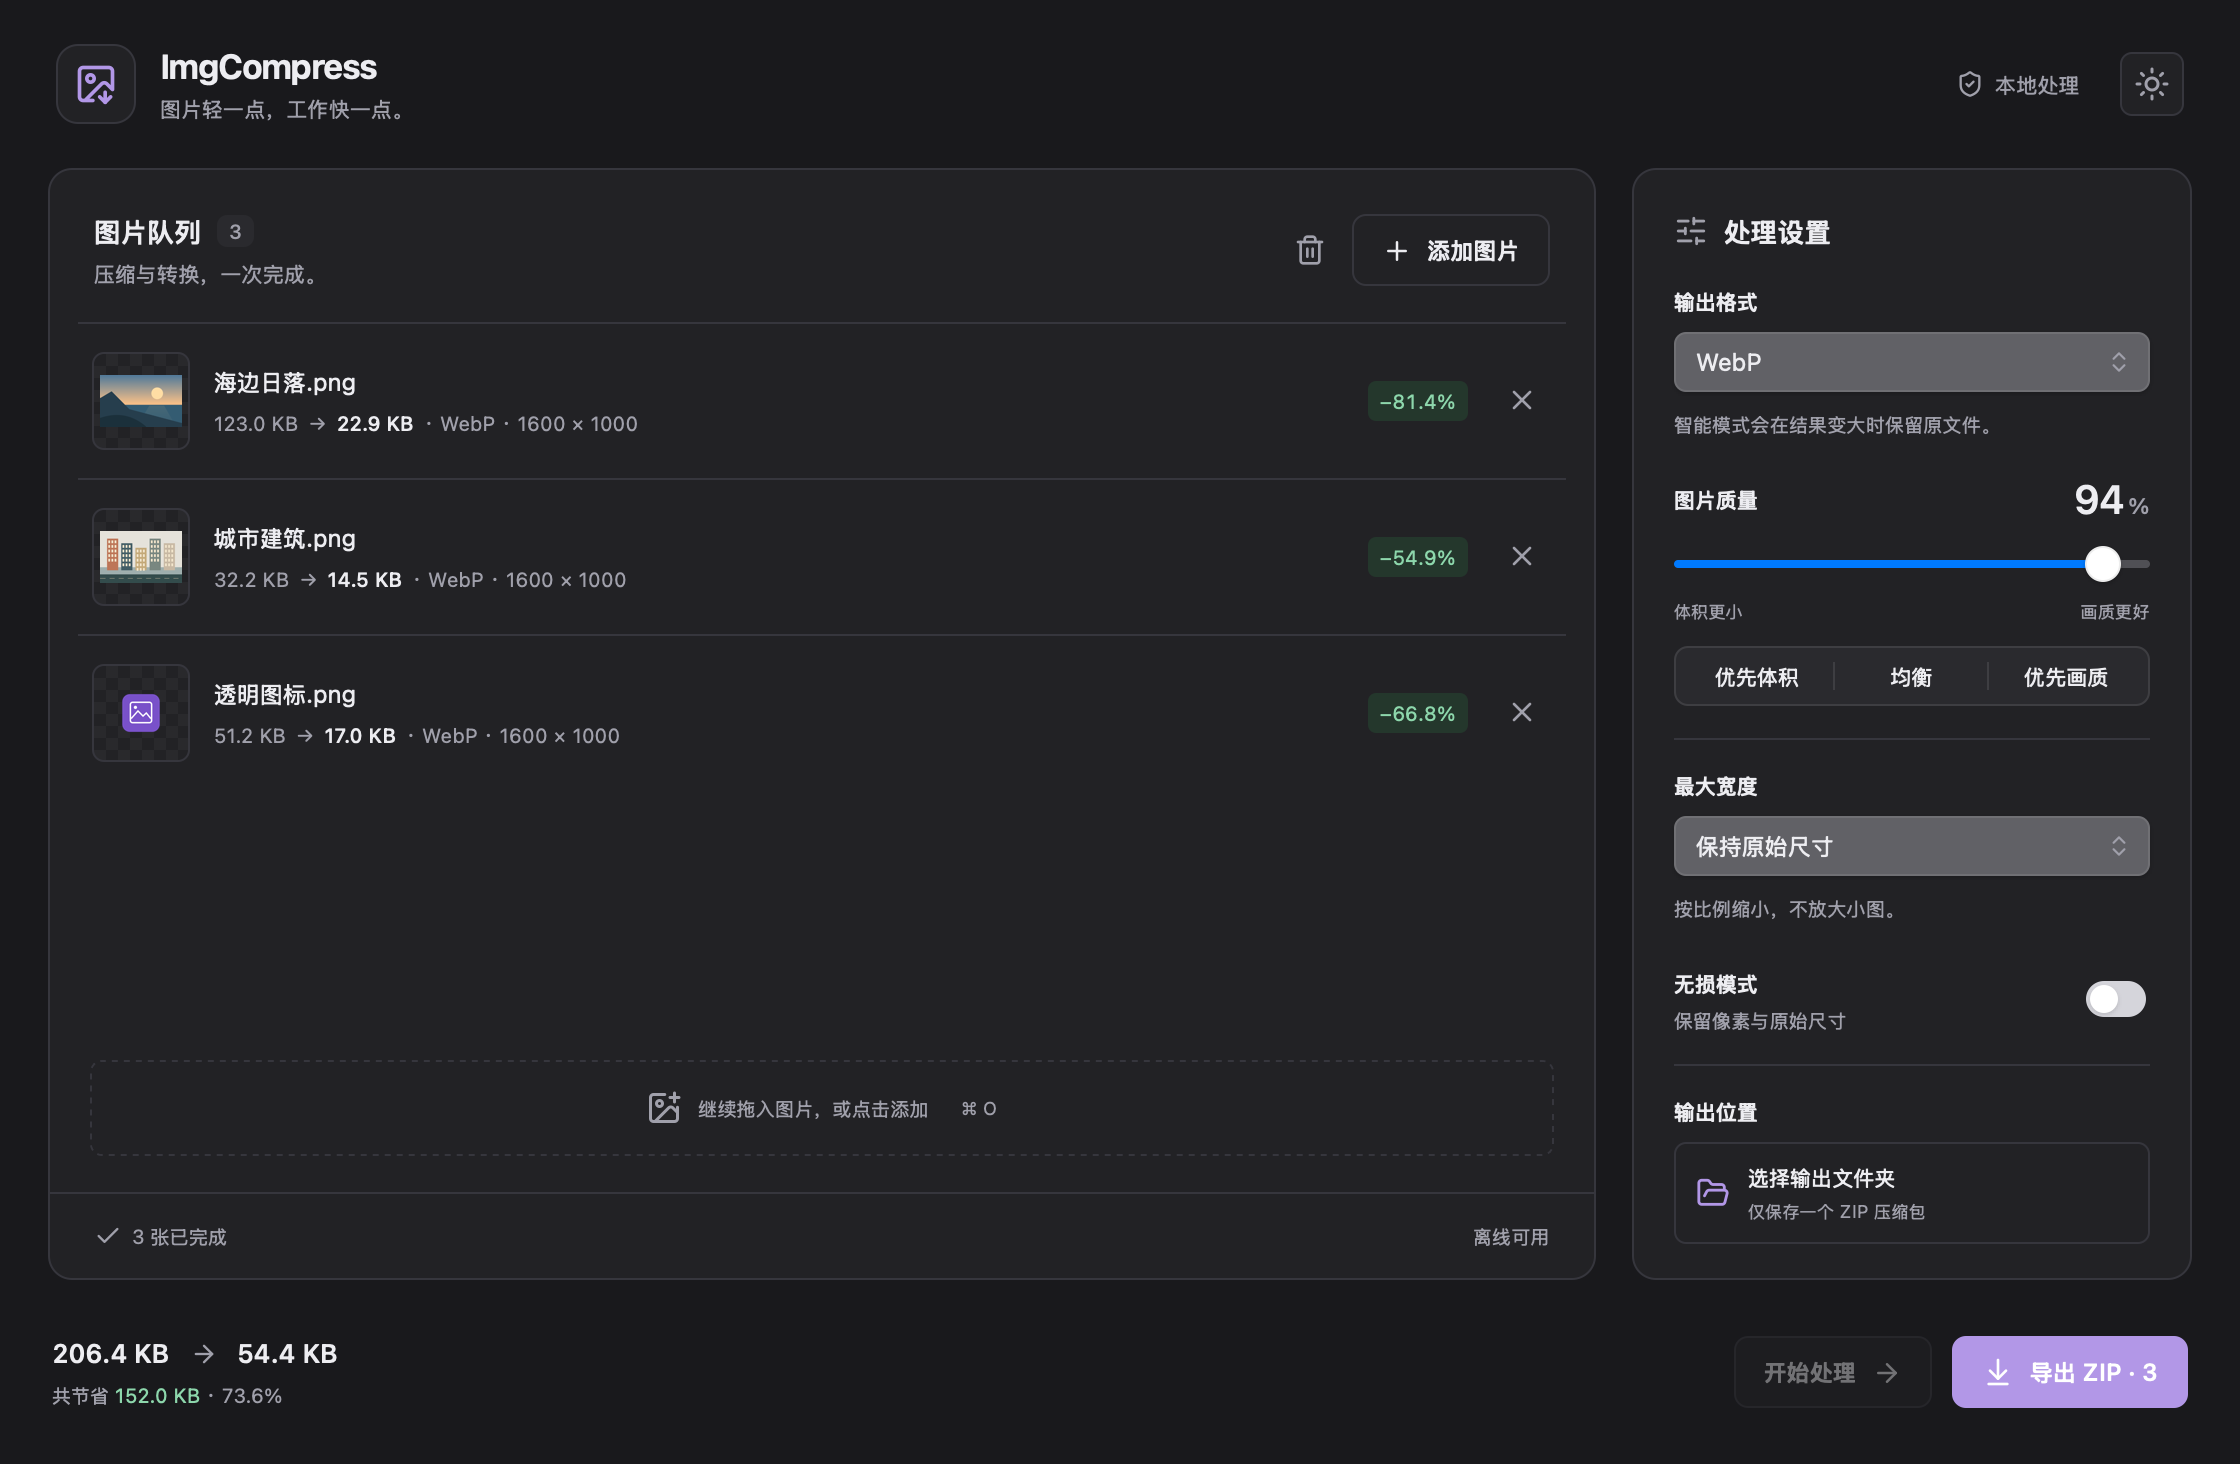 ImgCompress
图片轻一点，工作快一点。
本地处理
图片队列 3
压缩与转换，一次完成。
添加图片
海边日落.png
123.0 KB → 22.9 KB · WebP · 1600 × 1000
−81.4%
城市建筑.png
32.2 KB → 14.5 KB · WebP · 1600 × 1000
−54.9%
透明图标.png
51.2 KB → 17.0 KB · WebP · 1600 × 1000
−66.8%
继续拖入图片，或点击添加 ⌘ O
3 张已完成
离线可用
处理设置
输出格式
WebP
智能模式会在结果变大时保留原文件。
图片质量
94 %
体积更小
画质更好
优先体积
均衡
优先画质
最大宽度
保持原始尺寸
按比例缩小，不放大小图。
无损模式
保留像素与原始尺寸
输出位置
选择输出文件夹
仅保存一个 ZIP 压缩包
206.4 KB → 54.4 KB
共节省 152.0 KB · 73.6%
开始处理 →
导出 ZIP · 3